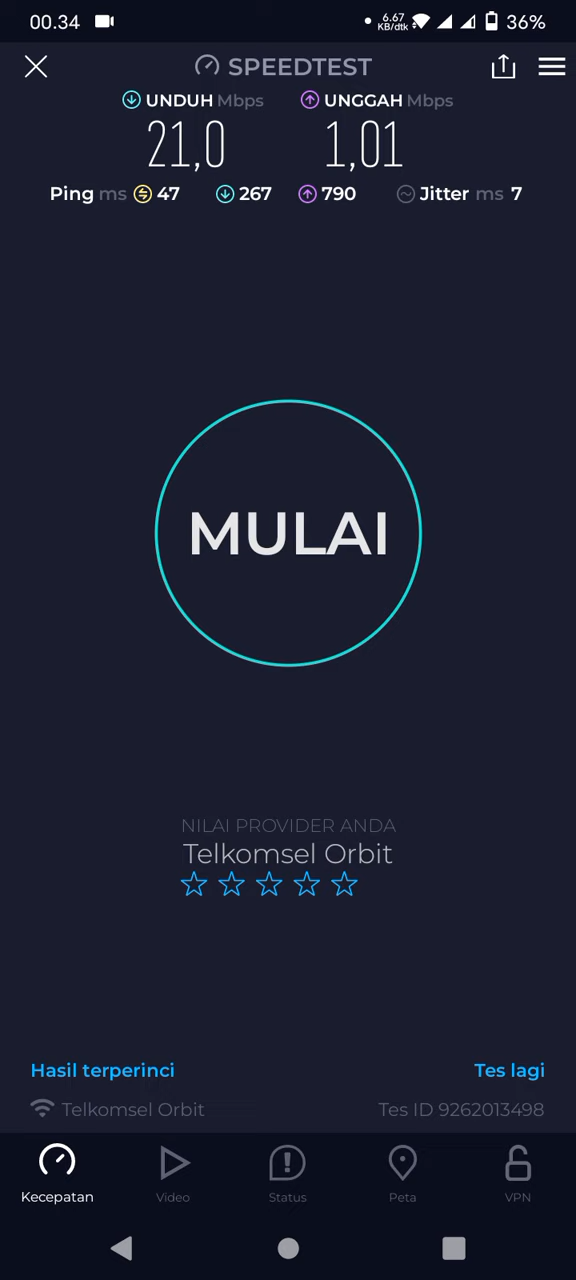 00.34 6.67 KB/dtk 36%
SPEEDTEST
UNDUH Mbps UNGGAH Mbps
21,0 1,01
Ping ms 47 267 790 Jitter ms 7
MULAI
NILAI PROVIDER ANDA
Telkomsel Orbit
Hasil terperinci Tes lagi
Telkomsel Orbit Tes ID 9262013498
Kecepatan Video Status Peta VPN